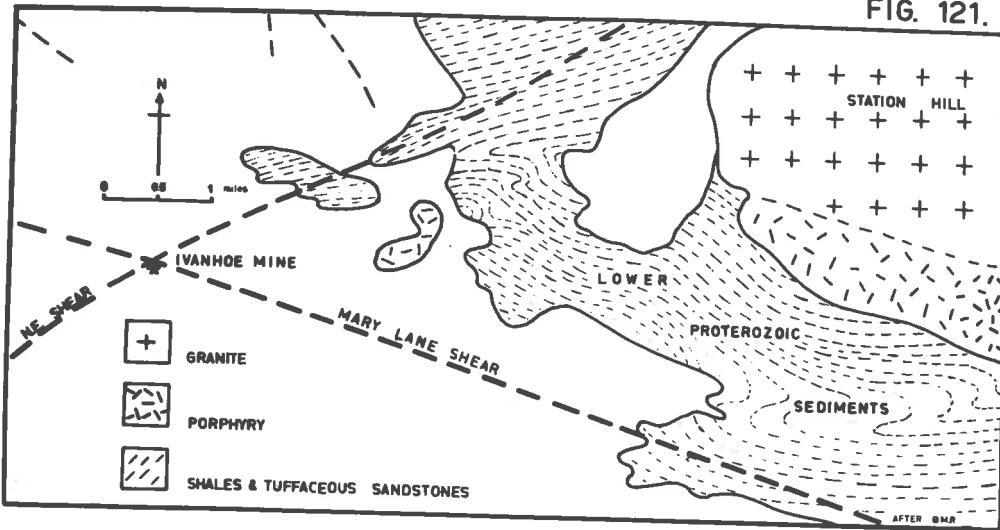 FIG. 121.
STATION HILL
N
0 0.5 1 miles
IVANHOE MINE
LOWER
N.E. SHEAR
MARY LANE SHEAR
PROTEROZOIC
GRANITE
SEDIMENTS
PORPHYRY
SHALES & TUFFACEOUS SANDSTONES
AFTER BMR